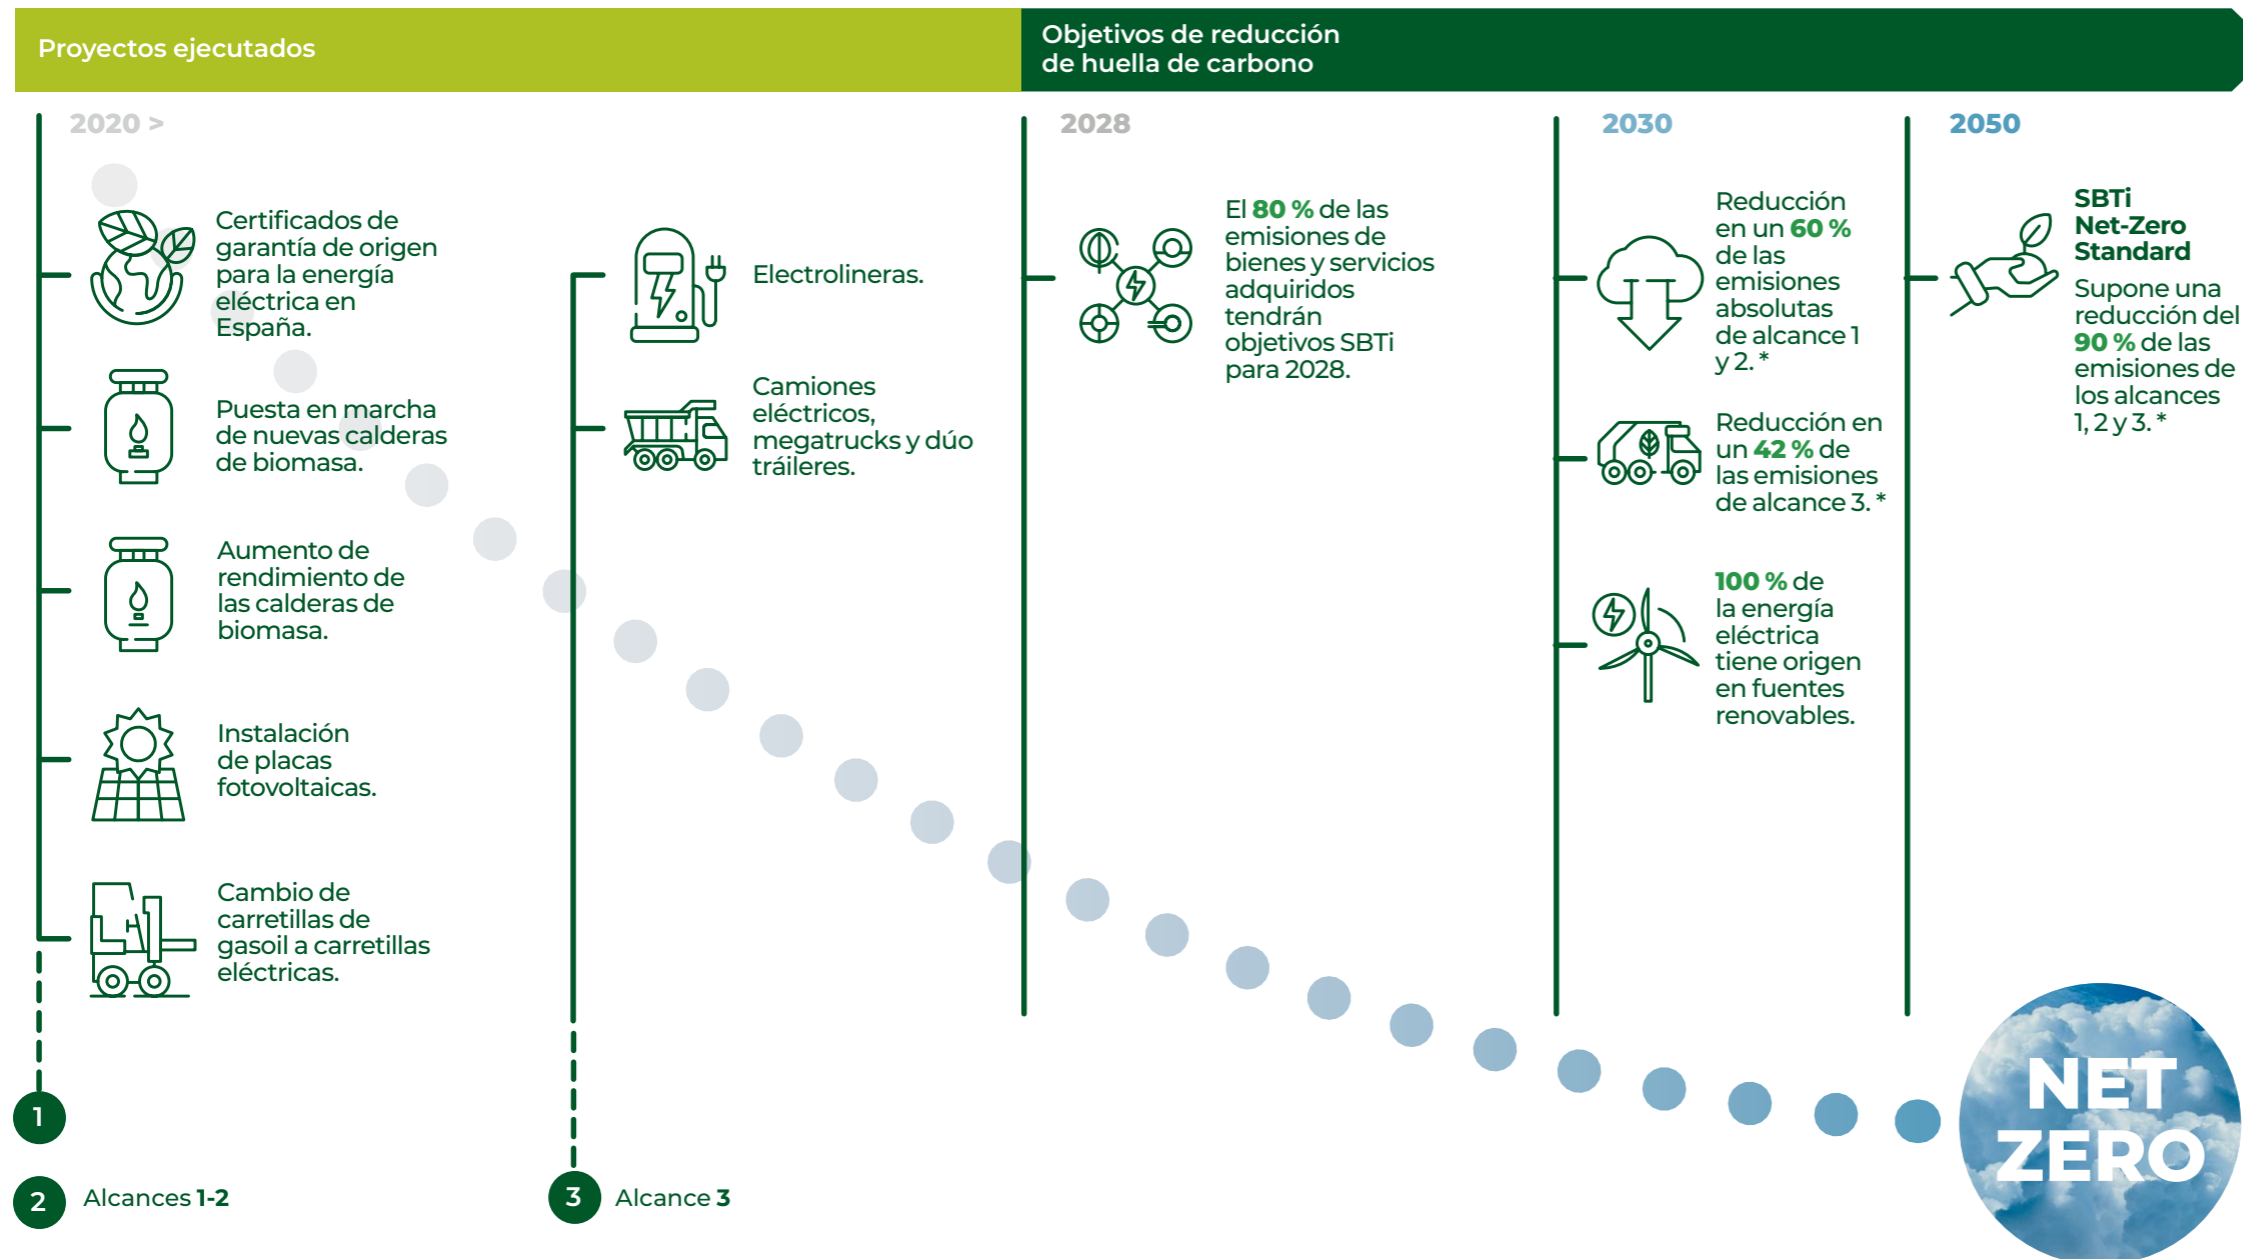 Proyectos ejecutados
Objetivos de reducción
de huella de carbono
2020 >
Certificados de
garantía de origen
para la energía
eléctrica en
España.
Puesta en marcha
de nuevas calderas
de biomasa.
Aumento de
rendimiento de
las calderas de
biomasa.
Instalación
de placas
fotovoltaicas.
Cambio de
carretillas de
gasoil a carretillas
eléctricas.
1
2 Alcances 1-2
Electrolineras.
Camiones
eléctricos,
megatrucks y dúo
tráileres.
3 Alcance 3
2028
El 80 % de las
emisiones de
bienes y servicios
adquiridos
tendrán
objetivos SBTi
para 2028.
2030
Reducción
en un 60 %
de las
emisiones
absolutas
de alcance 1
y 2. *
Reducción en
un 42 % de
las emisiones
de alcance 3. *
100 % de
la energía
eléctrica
tiene origen
en fuentes
renovables.
2050
SBTi
Net-Zero
Standard
Supone una
reducción del
90 % de las
emisiones de
los alcances
1, 2 y 3. *
NET
ZERO